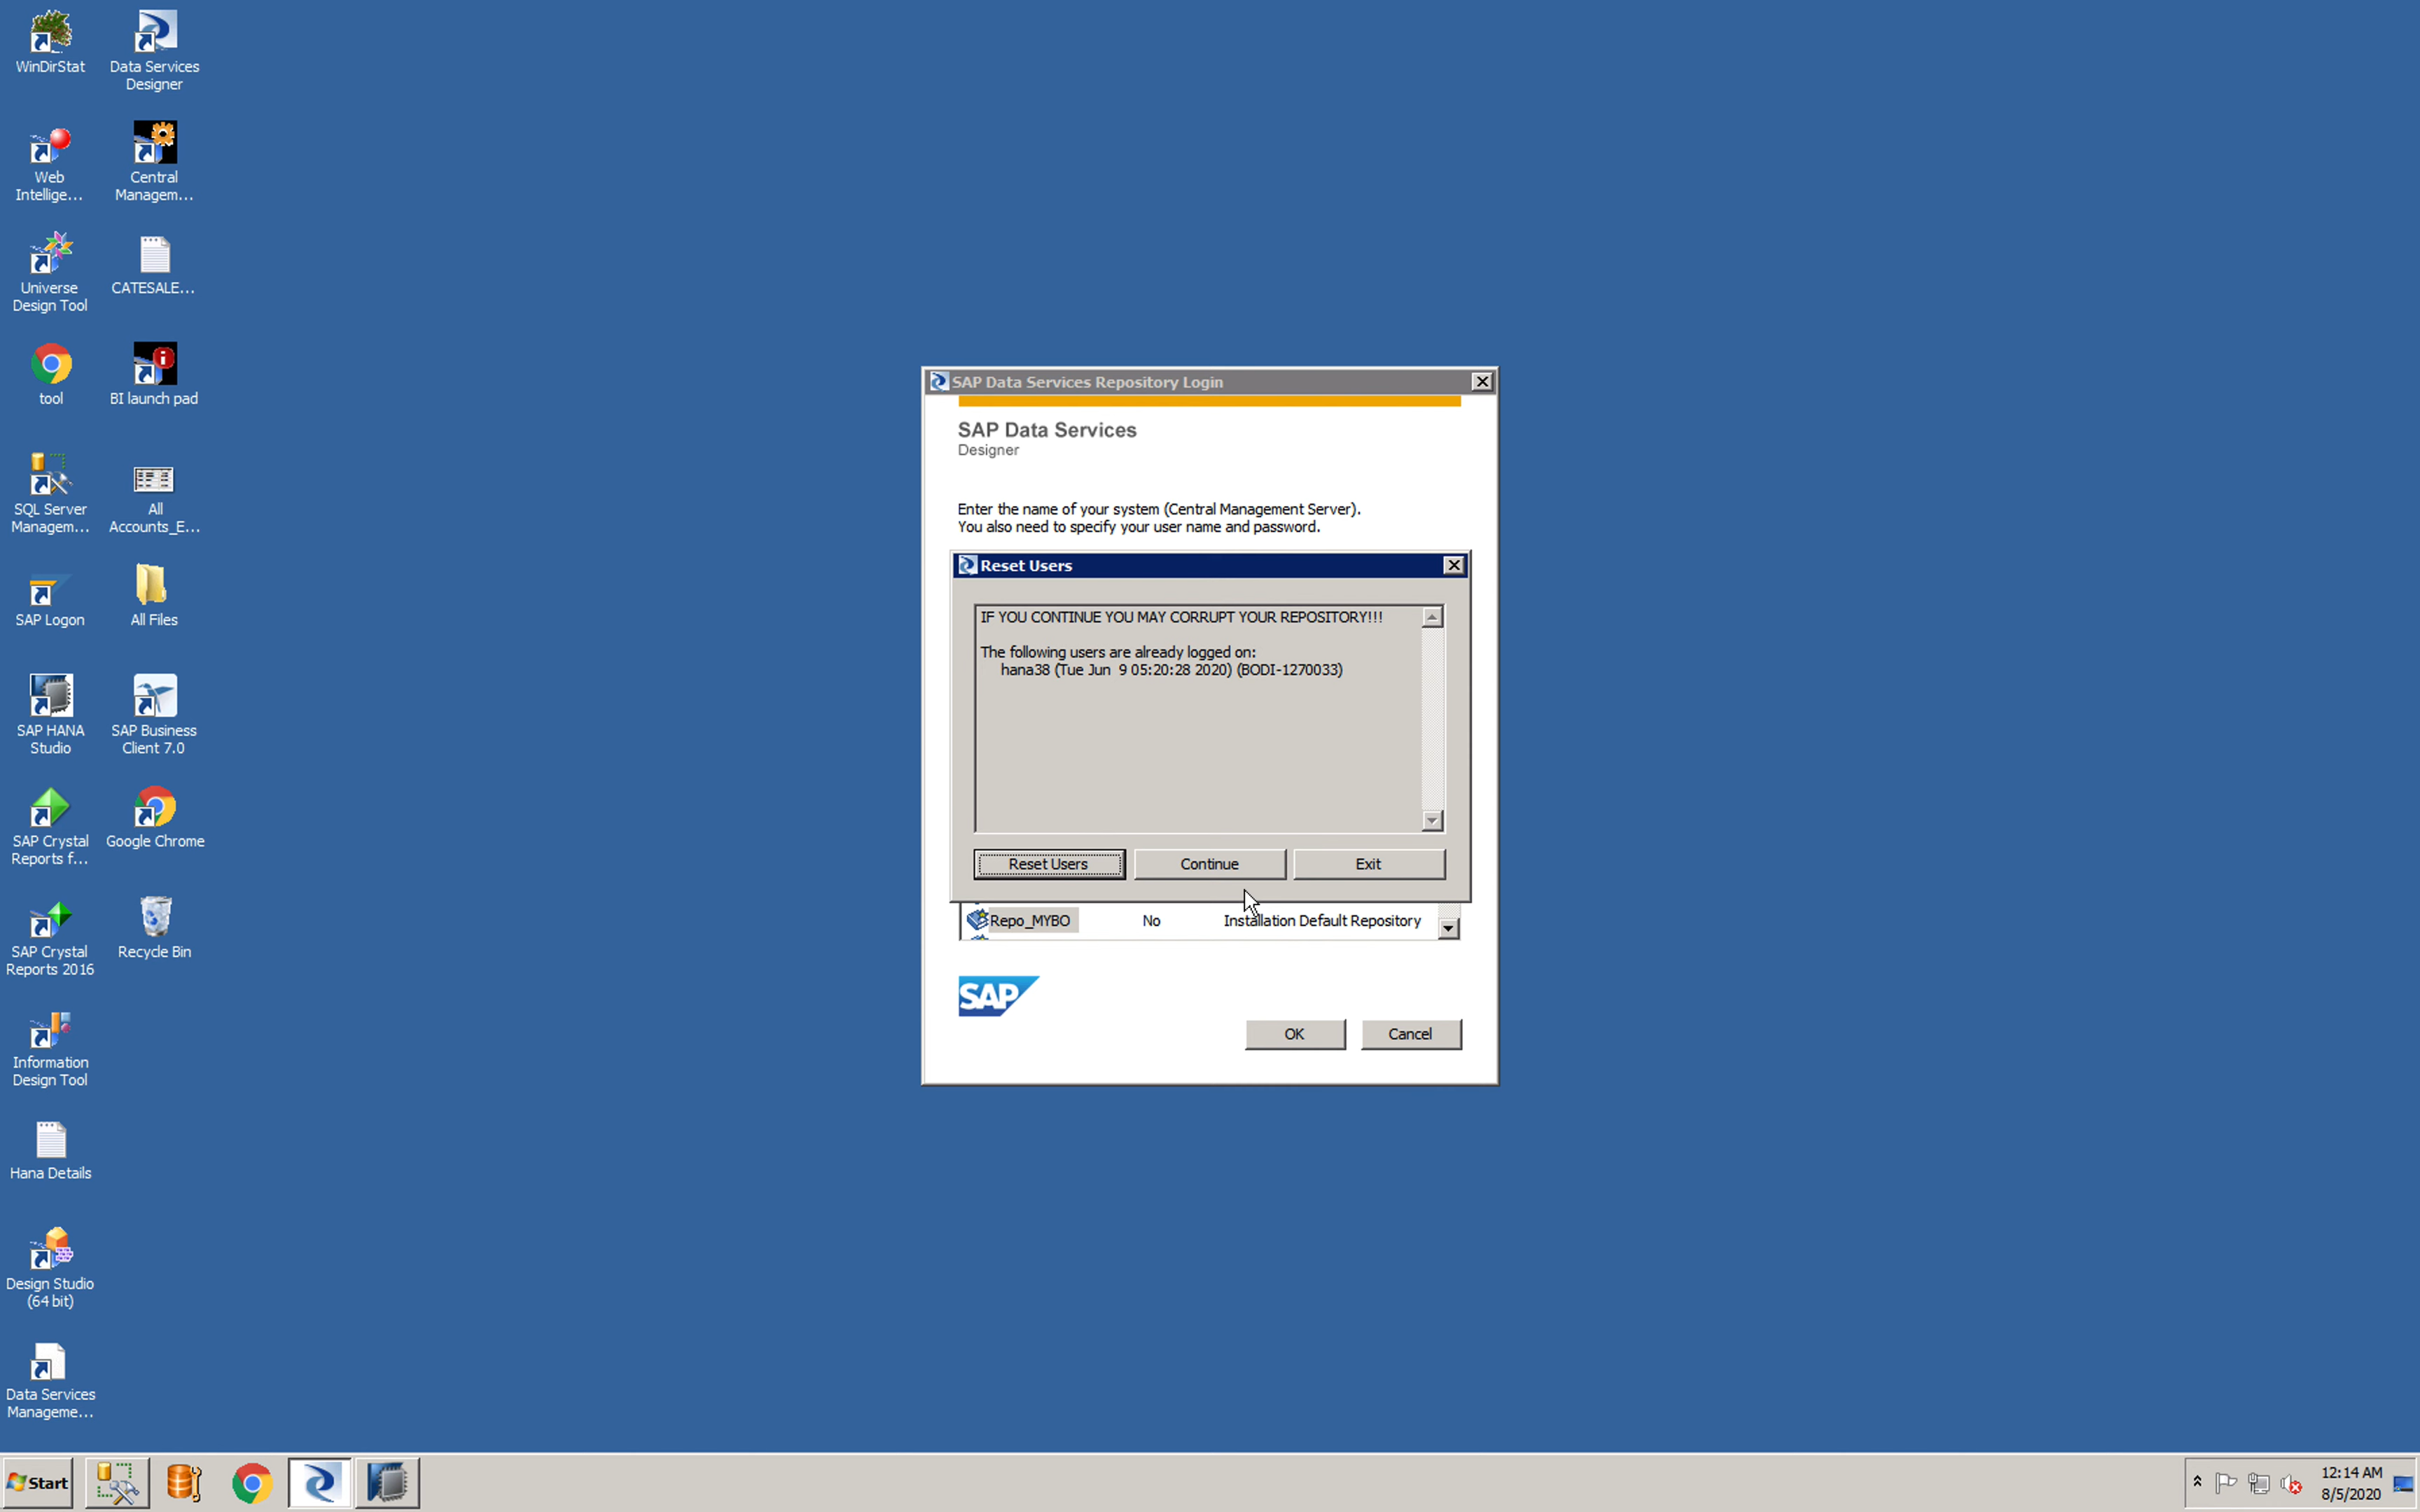 WinDirStat
Data Services
Designer
Web
Intellige...
Central
Managem...
Universe
Design Tool
CATESALE...
tool
BI launch pad
SQL Server
Managem...
All
Accounts_E...
SAP Logon
All Files
SAP HANA
Studio
SAP Business
Client 7.0
SAP Crystal
Reports f...
Google Chrome
SAP Crystal
Reports 2016
Recycle Bin
Information
Design Tool
Hana Details
Design Studio
(64 bit)
Data Services
Manageme...
SAP Data Services Repository Login
SAP Data Services
Designer
Enter the name of your system (Central Management Server).
You also need to specify your user name and password.
Reset Users
IF YOU CONTINUE YOU MAY CORRUPT YOUR REPOSITORY!!!
The following users are already logged on:
hana38 (Tue Jun 9 05:20:28 2020) (BODI-1270033)
Reset Users Continue Exit
Repo_MYBO No Installation Default Repository
SAP
OK Cancel
Start
12:14 AM
8/5/2020